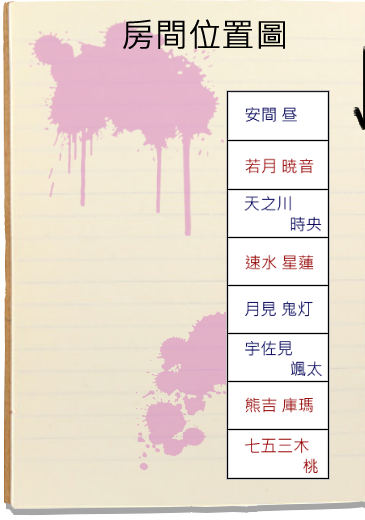 房間位置圖
安間 昼
若月 暁音
天之川
時央
速水 星蓮
月見 鬼灯
宇佐見
颯太
熊吉 庫瑪
七五三木
桃